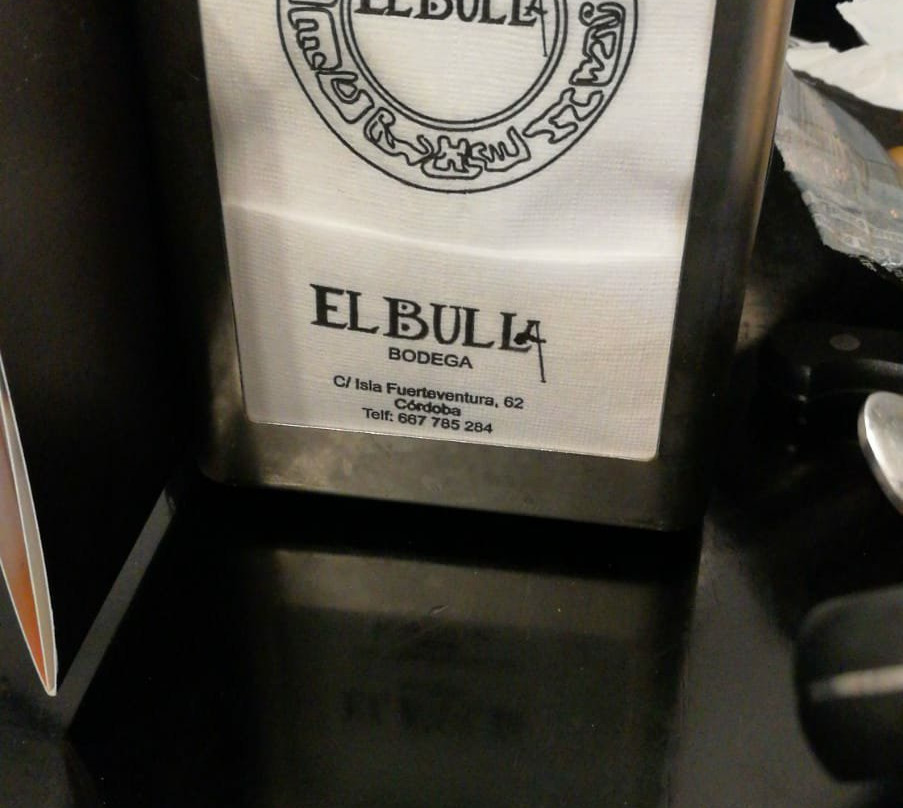 EL BULLA
EL BULLA
BODEGA
C/ Isla Fuerteventura, 62
Córdoba
Telf: 667 785 284